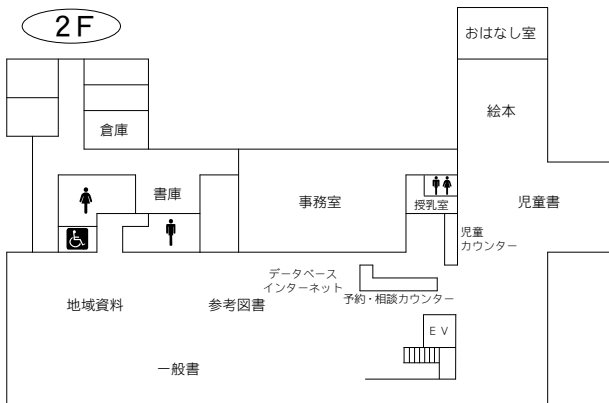 2F
おはなし室
絵本
倉庫
書庫
事務室
授乳室
児童書
児童
カウンター
データベース
インターネット
予約・相談カウンター
地域資料
参考図書
EV
一般書